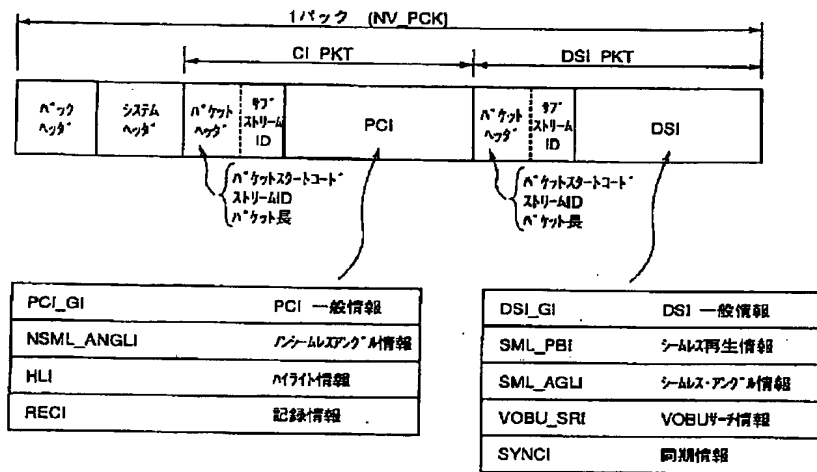 1パック (NV_PCK)
CI PKT
DSI PKT
パック
ヘッダ
システム
ヘッダ
パケット
ヘッダ
サブ
ストリーム
ID
PCI
パケット
ヘッダ
サブ
ストリーム
ID
DSI
パケットスタートコード
ストリームID
パケット長
パケットスタートコード
ストリームID
パケット長
PCI_GI PCI 一般情報
NSML_ANGLI ノンシームレスアングル情報
HLI ハイライト情報
RECI 記録情報
DSI_GI DSI 一般情報
SML_PBI シームレス再生情報
SML_AGLI シームレス・アングル情報
VOBU_SRI VOBUサーチ情報
SYNCI 同期情報